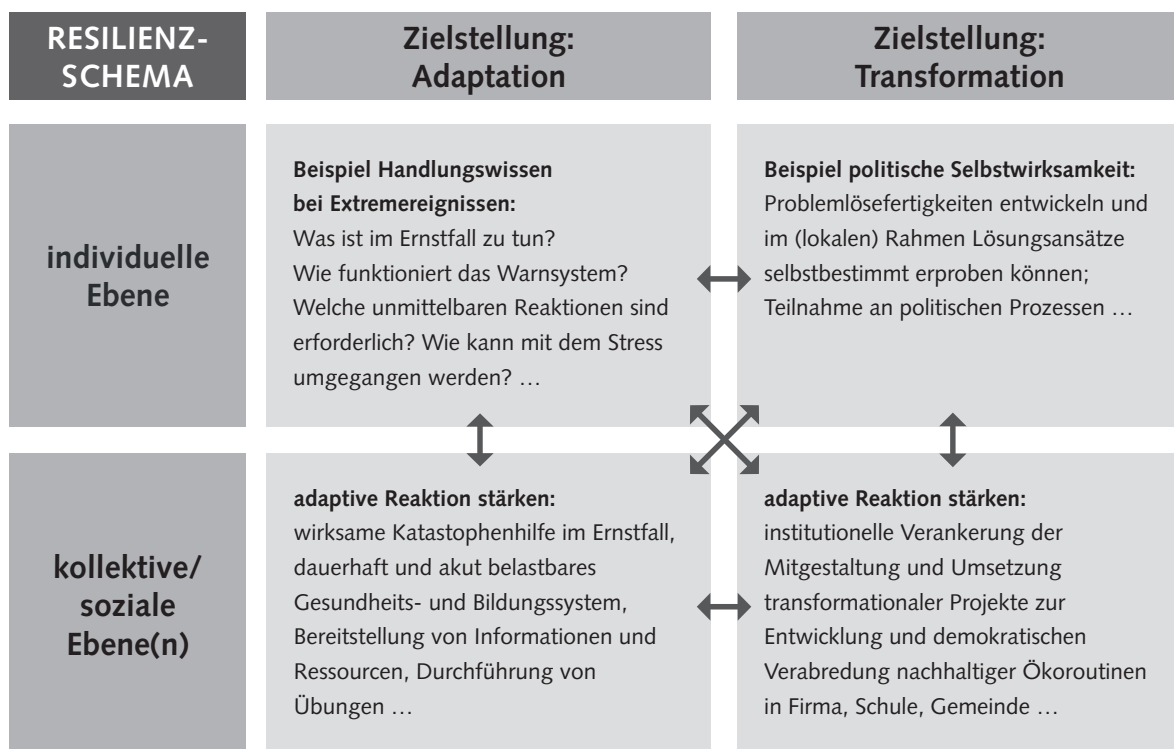 RESILIENZ-
SCHEMA
Zielstellung:
Adaptation
Zielstellung:
Transformation
individuelle
Ebene
Beispiel Handlungswissen
bei Extremereignissen:
Was ist im Ernstfall zu tun?
Wie funktioniert das Warnsystem?
Welche unmittelbaren Reaktionen sind
erforderlich? Wie kann mit dem Stress
umgegangen werden? …
Beispiel politische Selbstwirksamkeit:
Problemlösefertigkeiten entwickeln und
im (lokalen) Rahmen Lösungsansätze
selbstbestimmt erproben können;
Teilnahme an politischen Prozessen …
kollektive/
soziale
Ebene(n)
adaptive Reaktion stärken:
wirksame Katastophenhilfe im Ernstfall,
dauerhaft und akut belastbares
Gesundheits- und Bildungssystem,
Bereitstellung von Informationen und
Ressourcen, Durchführung von
Übungen …
adaptive Reaktion stärken:
institutionelle Verankerung der
Mitgestaltung und Umsetzung
transformationaler Projekte zur
Entwicklung und demokratischen
Verabredung nachhaltiger Ökoroutinen
in Firma, Schule, Gemeinde …